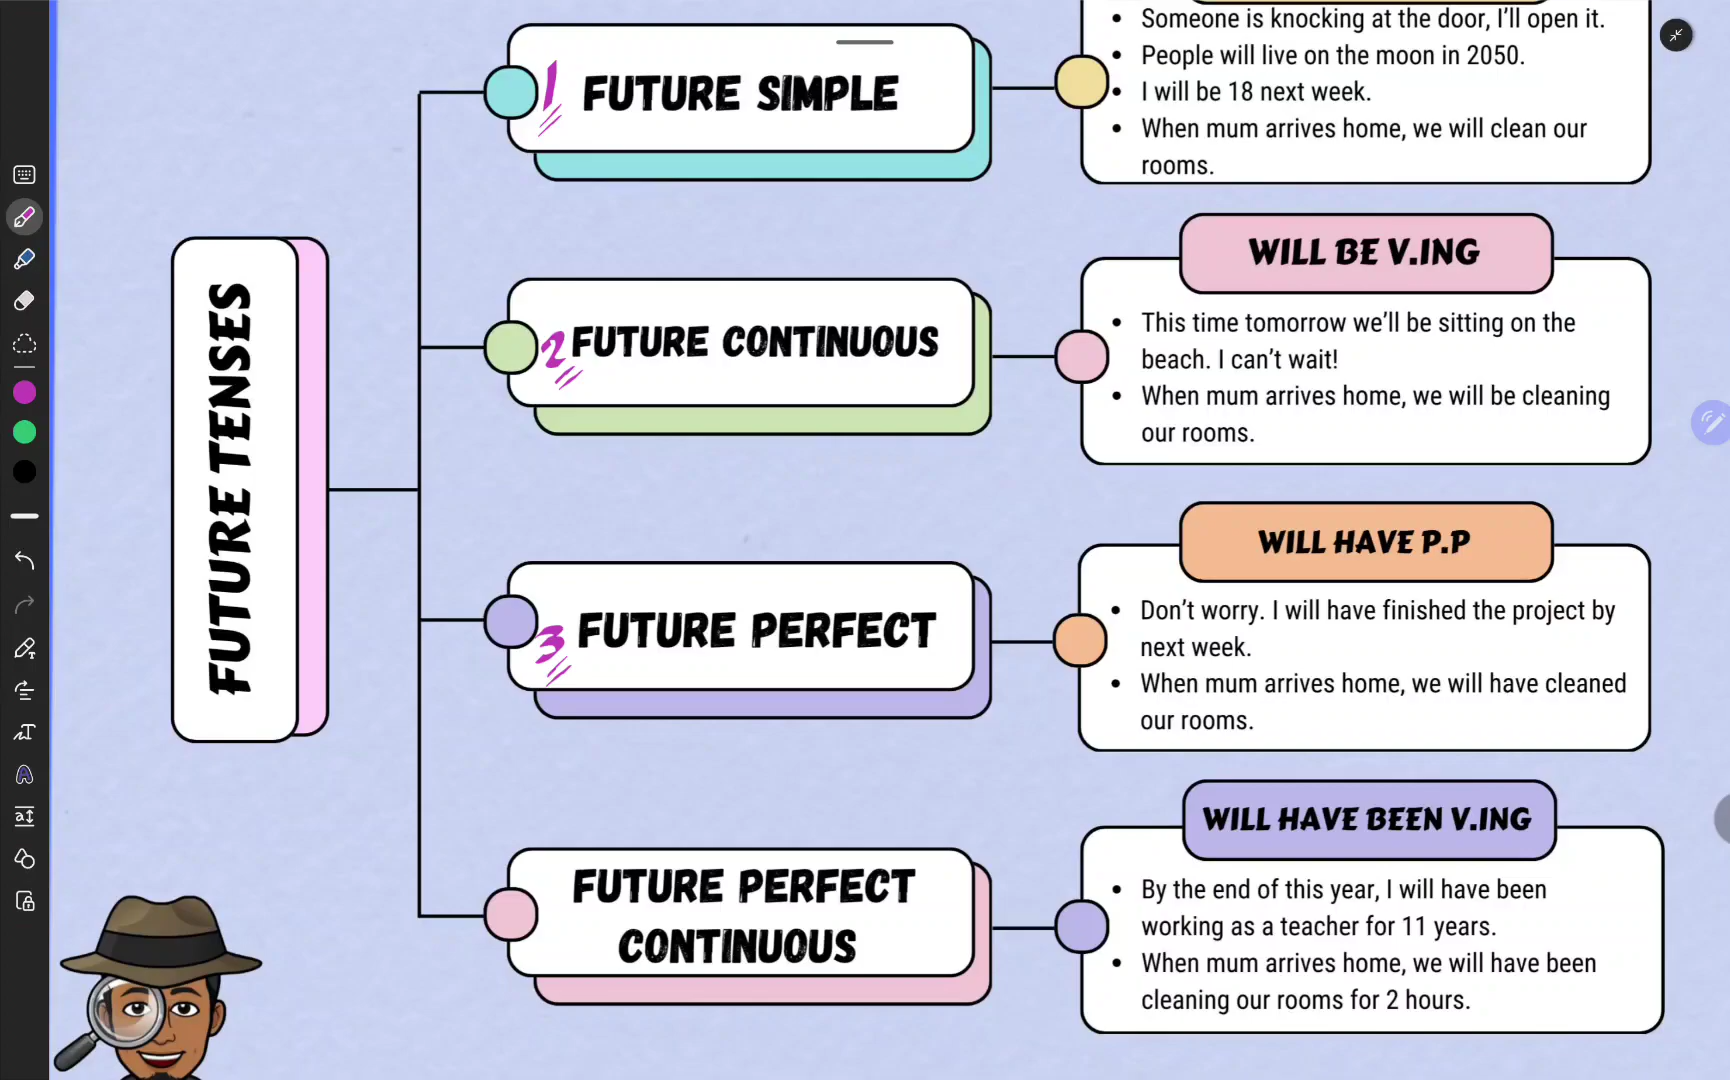 Someone is knocking at the door, I'll open it.
People will live on the moon in 2050.
I will be 18 next week.
When mum arrives home, we will clean our
rooms.
1
FUTURE SIMPLE
WILL BE V.ING
This time tomorrow we'll be sitting on the
beach. I can't wait!
When mum arrives home, we will be cleaning
our rooms.
2
FUTURE CONTINUOUS
FUTURE TENSES
WILL HAVE P.P
Don't worry. I will have finished the project by
next week.
When mum arrives home, we will have cleaned
our rooms.
3
FUTURE PERFECT
WILL HAVE BEEN V.ING
By the end of this year, I will have been
working as a teacher for 11 years.
When mum arrives home, we will have been
cleaning our rooms for 2 hours.
FUTURE PERFECT
CONTINUOUS